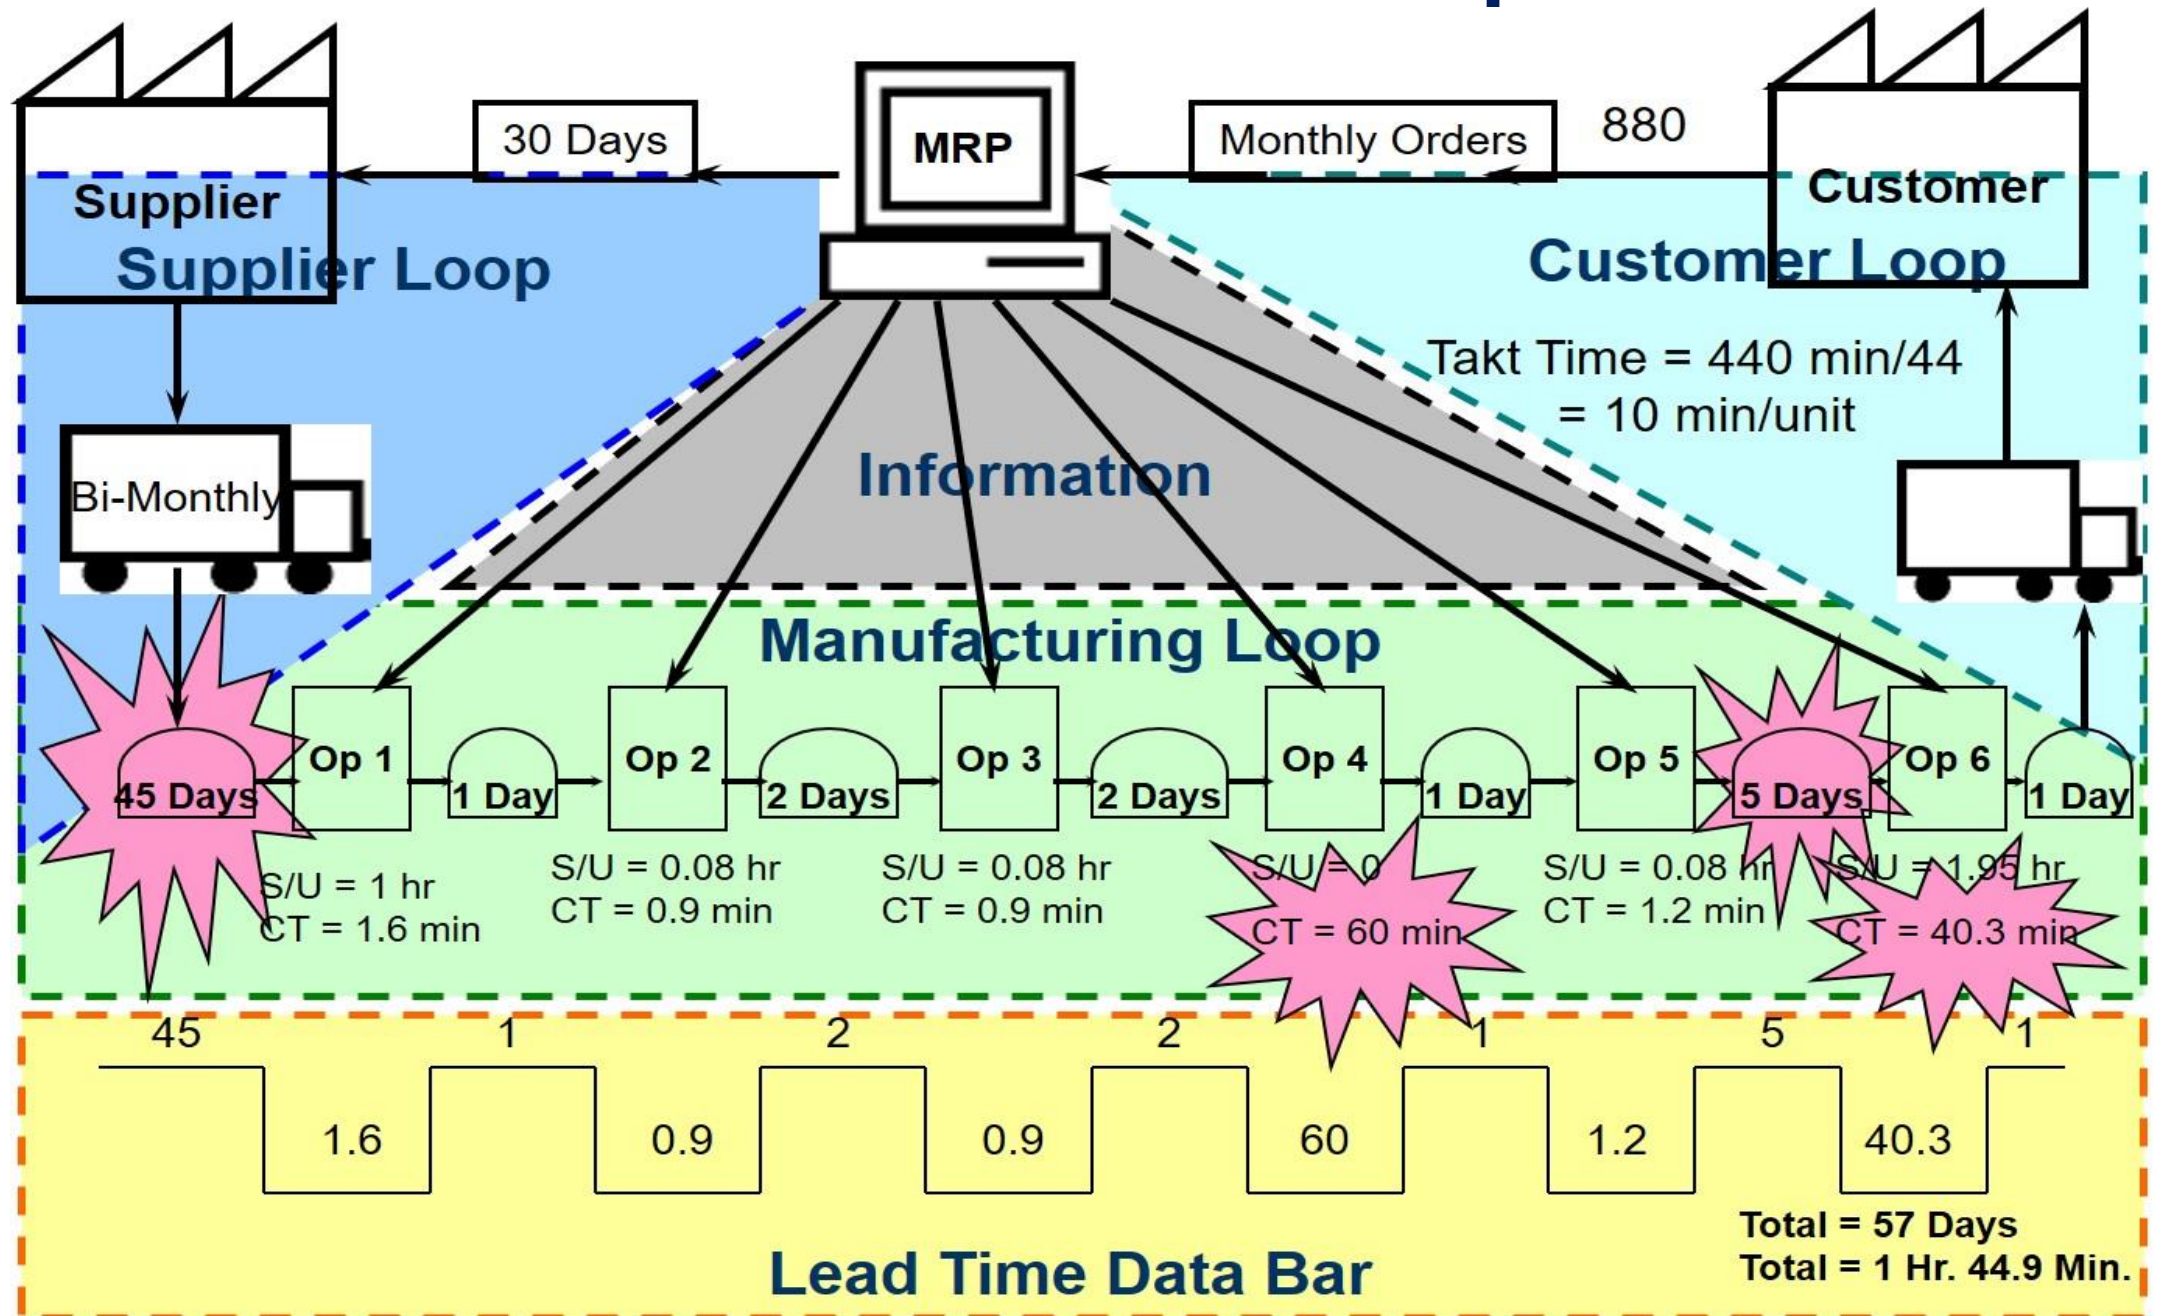 30 Days
MRP
Monthly Orders
880
Supplier
Customer
Supplier Loop
Customer Loop
Takt Time = 440 min/44
= 10 min/unit
Bi-Monthly
Information
Manufacturing Loop
45 Days
Op 1
1 Day
Op 2
2 Days
Op 3
2 Days
Op 4
1 Day
Op 5
5 Days
Op 6
1 Day
S/U = 1 hr
CT = 1.6 min
S/U = 0.08 hr
CT = 0.9 min
S/U = 0.08 hr
CT = 0.9 min
S/U = 0
CT = 60 min
S/U = 0.08 hr
CT = 1.2 min
S/U = 1.95 hr
CT = 40.3 min
45
1
2
2
1
5
1
1.6
0.9
0.9
60
1.2
40.3
Total = 57 Days
Total = 1 Hr. 44.9 Min.
Lead Time Data Bar